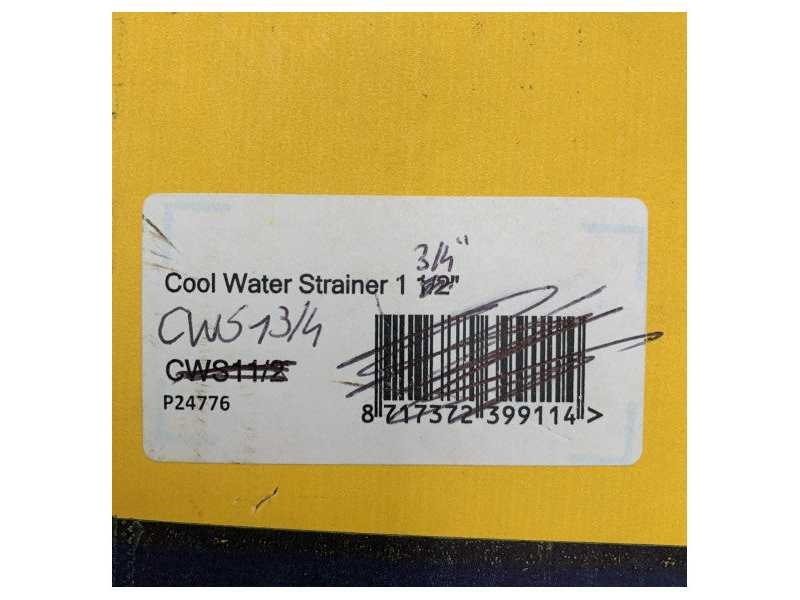 3/4"
Cool Water Strainer 1 1/2"
CWS 1 3/4
CWS11/2
P24776
8 717372 399114 >